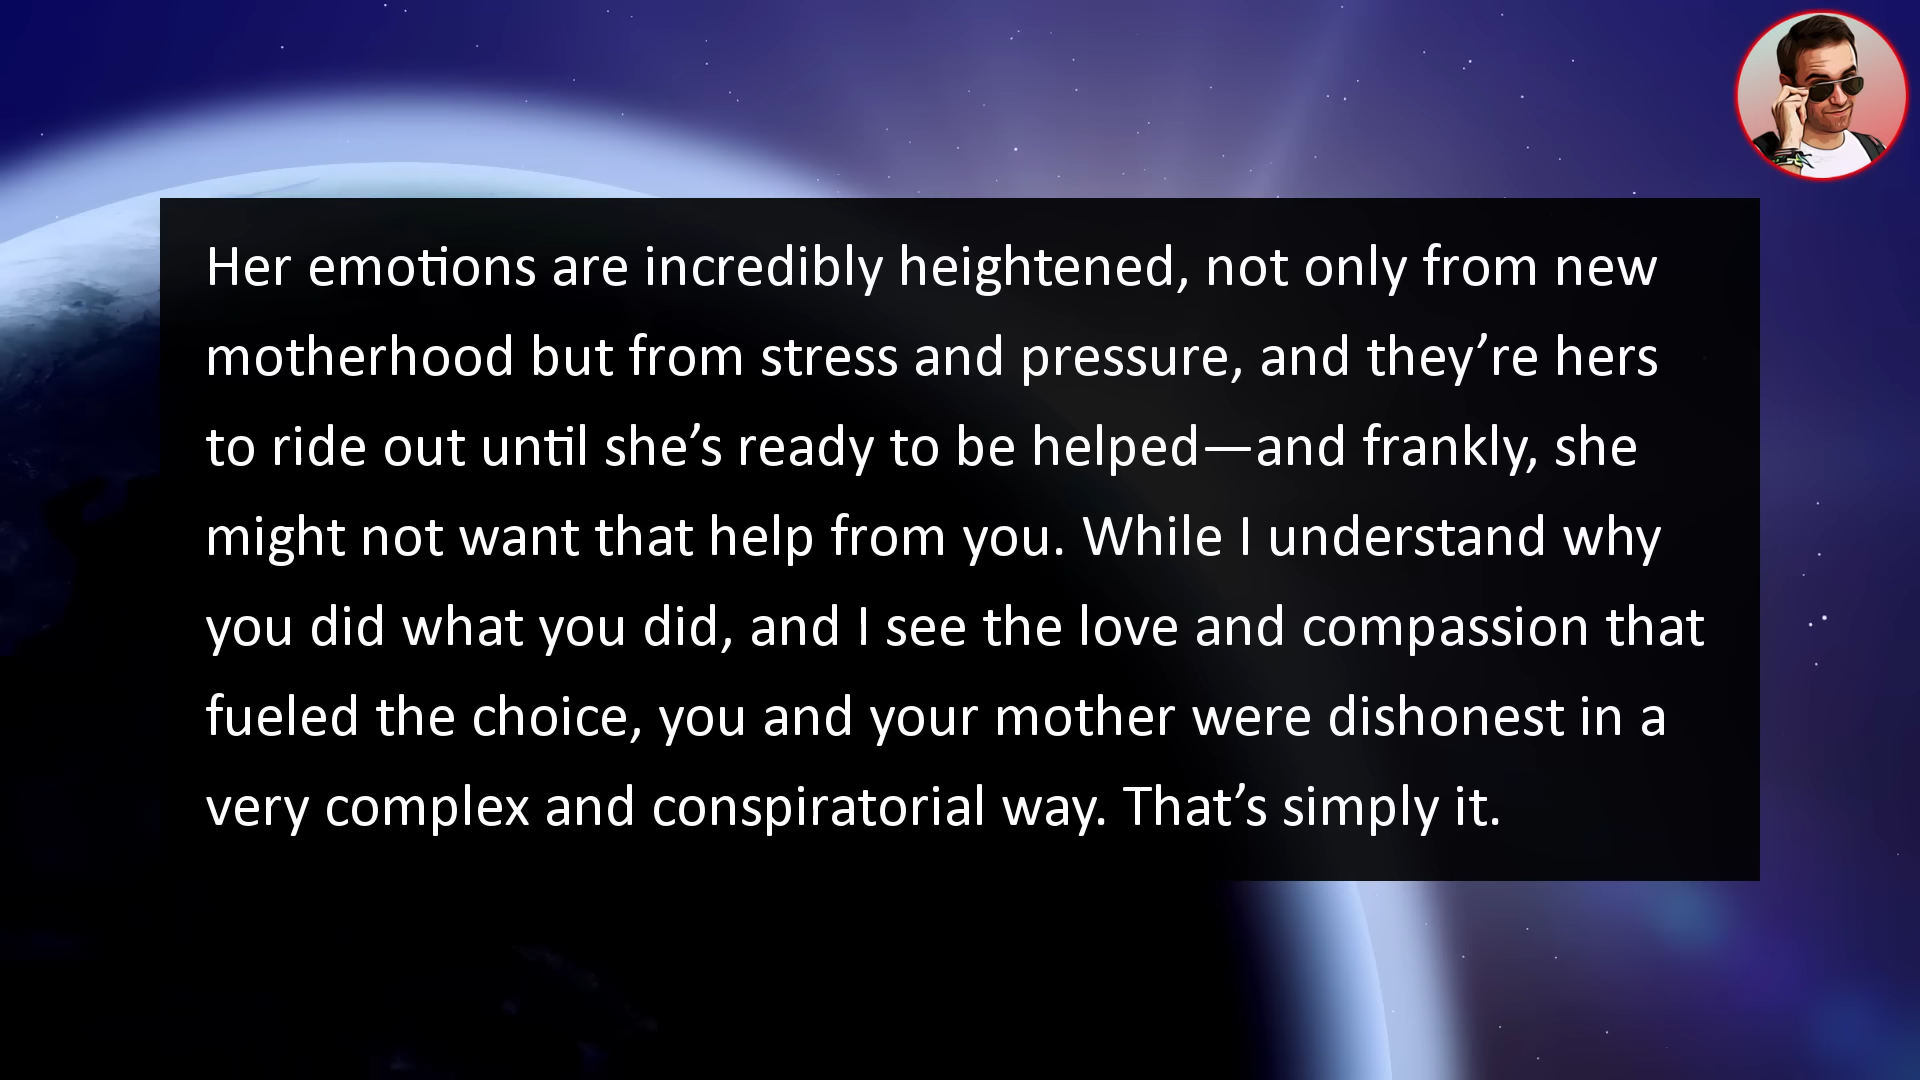 Her emotions are incredibly heightened, not only from new
motherhood but from stress and pressure, and they’re hers
to ride out until she’s ready to be helped—and frankly, she
might not want that help from you. While I understand why
you did what you did, and I see the love and compassion that
fueled the choice, you and your mother were dishonest in a
very complex and conspiratorial way. That’s simply it.